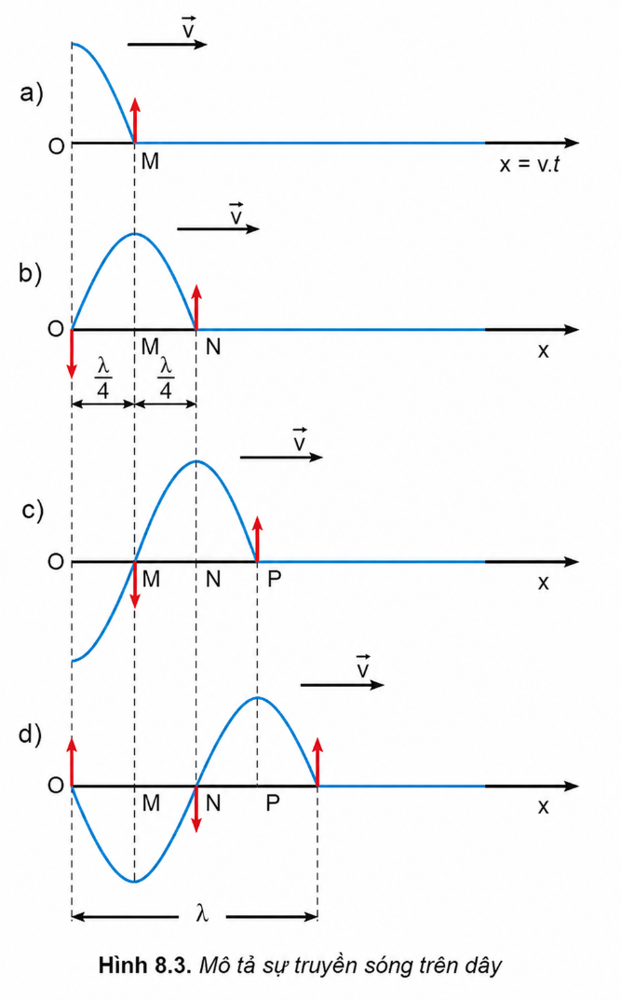 v
a)
O
M
x = v.t
v
b)
O
M
N
x
λ/4
λ/4
v
c)
O
M
N
P
x
v
d)
O
M
N
P
x
λ
Hình 8.3. Mô tả sự truyền sóng trên dây